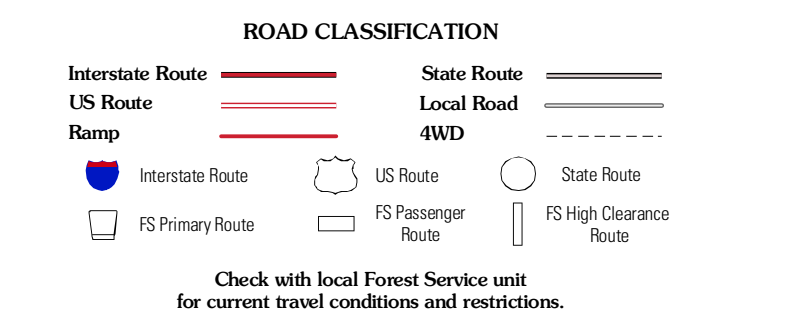 ROAD CLASSIFICATION
Interstate Route
State Route
US Route
Local Road
Ramp
4WD
Interstate Route
US Route
State Route
FS Primary Route
FS Passenger
Route
FS High Clearance
Route
Check with local Forest Service unit
for current travel conditions and restrictions.